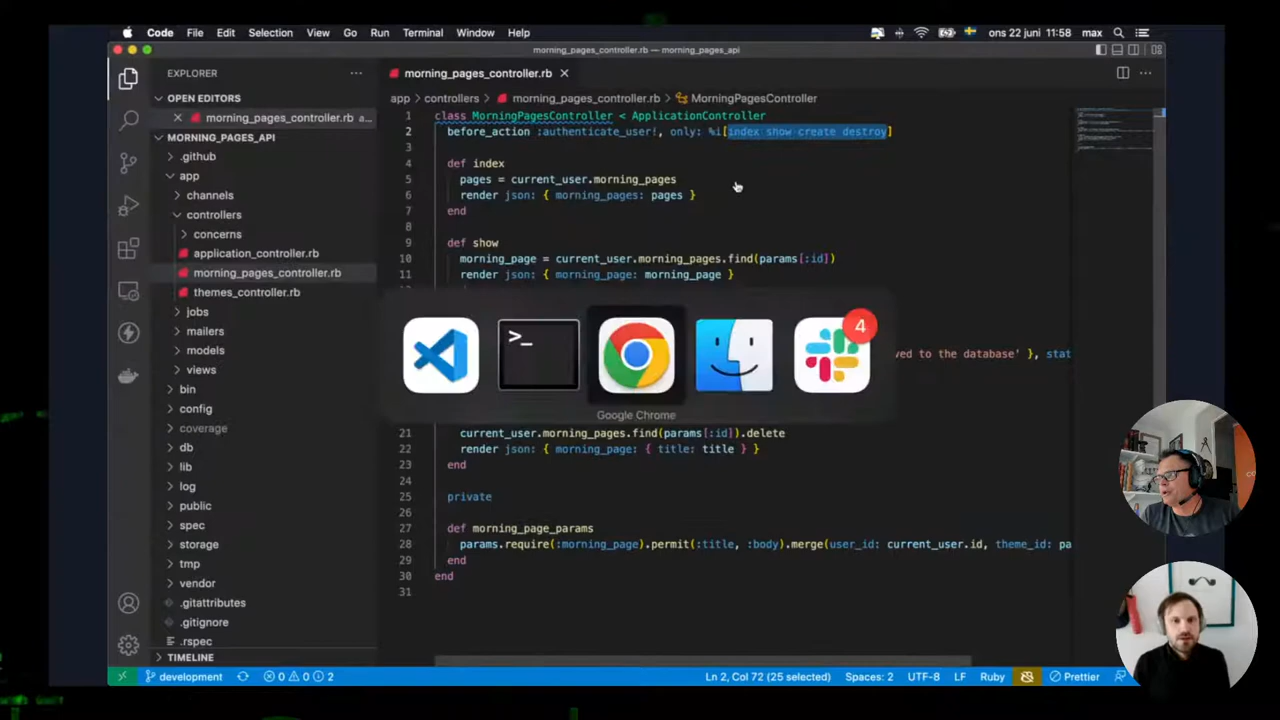 Code File Edit Selection View Go Run Terminal Window Help ons 22 juni 11:58 max
morning_pages_controller.rb — morning_pages_api
EXPLORER
OPEN EDITORS
morning_pages_controller.rb a...
MORNING_PAGES_API
.github
app
channels
controllers
concerns
application_controller.rb
morning_pages_controller.rb
themes_controller.rb
jobs
mailers
models
views
bin
config
coverage
db
lib
log
public
spec
storage
tmp
vendor
.gitattributes
.gitignore
.rspec
TIMELINE
morning_pages_controller.rb
app > controllers > morning_pages_controller.rb > MorningPagesController
1 class MorningPagesController < ApplicationController
2 before_action :authenticate_user!, only: %i[index show create destroy]
3
4 def index
5 pages = current_user.morning_pages
6 render json: { morning_pages: pages }
7 end
8
9 def show
10 morning_page = current_user.morning_pages.find(params[:id])
11 render json: { morning_page: morning_page }
ved to the database' }, stat
>_
4
Google Chrome
21 current_user.morning_pages.find(params[:id]).delete
22 render json: { morning_page: { title: title } }
23 end
24
25 private
26
27 def morning_page_params
28 params.require(:morning_page).permit(:title, :body).merge(user_id: current_user.id, theme_id: pa
29 end
30 end
31
development 0 0 2 Ln 2, Col 72 (25 selected) Spaces: 2 UTF-8 LF Ruby Prettier